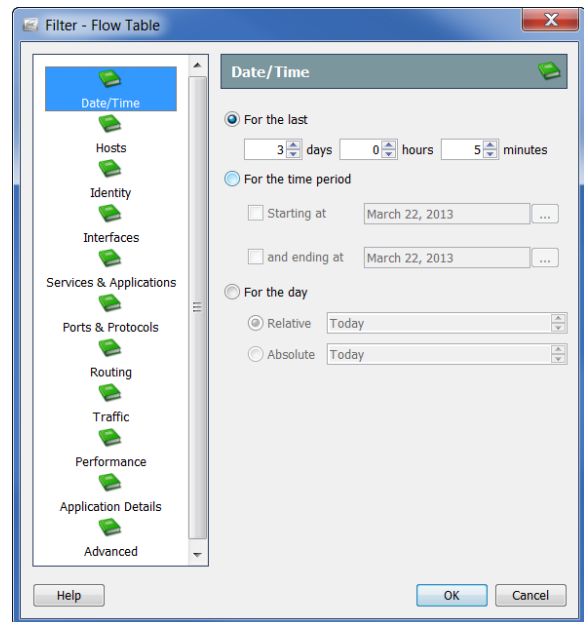 Filter - Flow Table
Date/Time
Hosts
Identity
Interfaces
Services & Applications
Ports & Protocols
Routing
Traffic
Performance
Application Details
Advanced
Date/Time
For the last
3 days 0 hours 5 minutes
For the time period
Starting at March 22, 2013 ...
and ending at March 22, 2013 ...
For the day
Relative Today
Absolute Today
Help OK Cancel